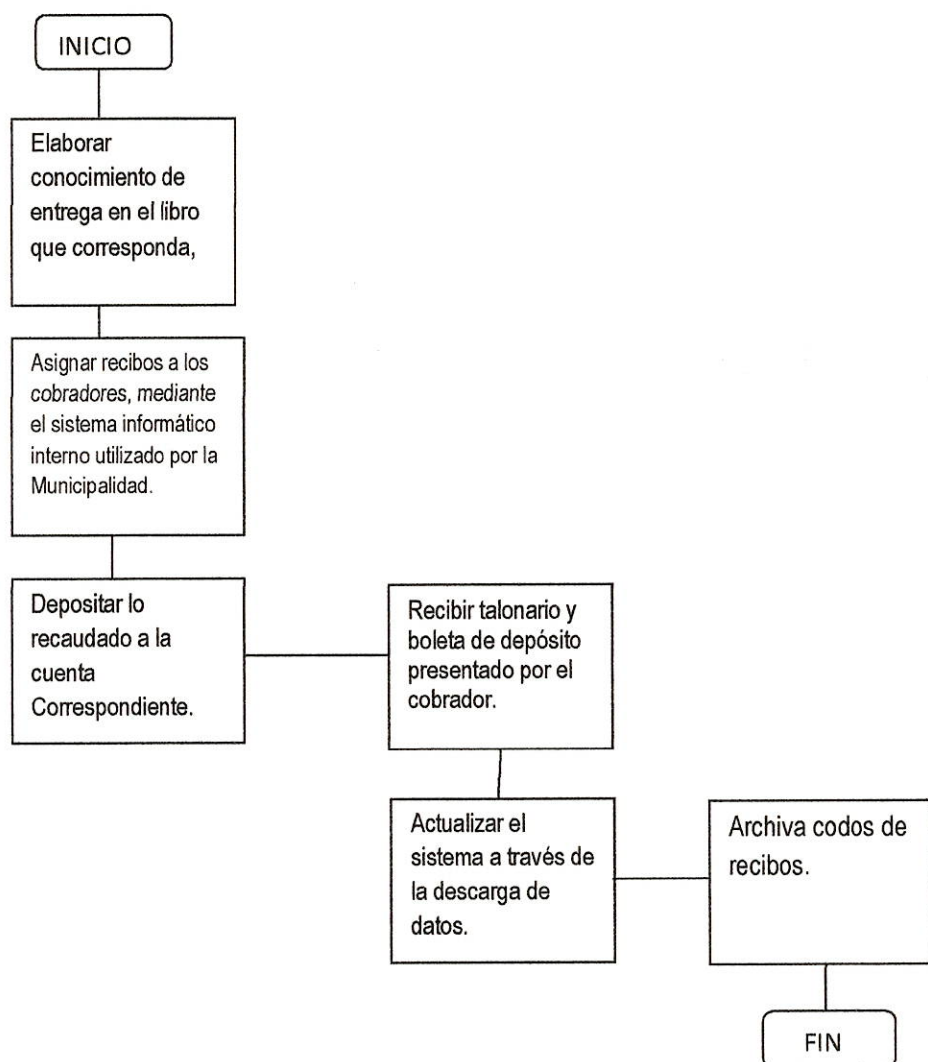 INICIO
Elaborar
conocimiento de
entrega en el libro
que corresponda,
Asignar recibos a los
cobradores, mediante
el sistema informático
interno utilizado por la
Municipalidad.
Depositar lo
recaudado a la
cuenta
Correspondiente.
Recibir talonario y
boleta de depósito
presentado por el
cobrador.
Actualizar el
sistema a través de
la descarga de
datos.
Archiva codos de
recibos.
FIN